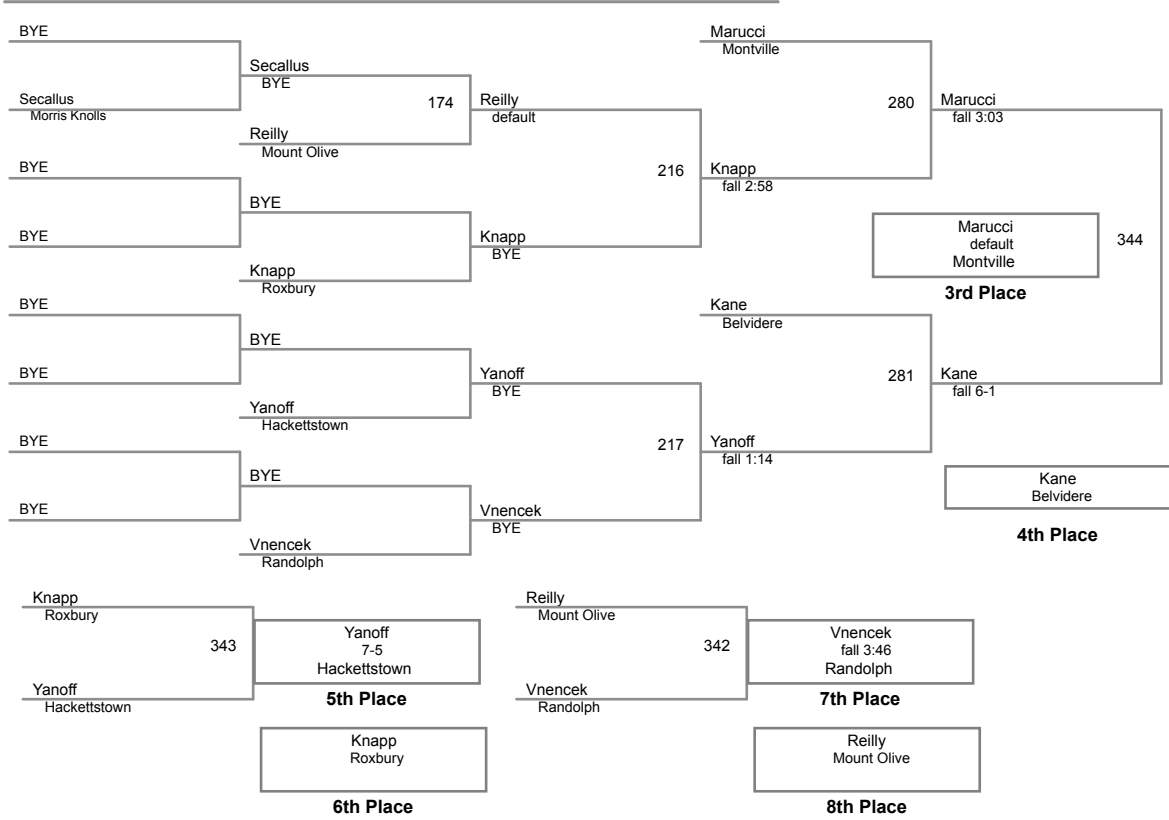 BYE
Secallus
Morris Knolls
BYE
BYE
BYE
BYE
BYE
BYE
Secallus
BYE
Reilly
Mount Olive
BYE
Knapp
Roxbury
BYE
Yanoff
Hackettstown
BYE
Vnencek
Randolph
174
Reilly
default
Knapp
BYE
Yanoff
BYE
Vnencek
BYE
216
217
Marucci
Montville
Knapp
fall 2:58
Kane
Belvidere
Yanoff
fall 1:14
280
281
Marucci
fall 3:03
Kane
fall 6-1
344
Marucci
default
Montville
3rd Place
Kane
Belvidere
4th Place
Knapp
Roxbury
343
Yanoff
Hackettstown
Yanoff
7-5
Hackettstown
5th Place
Knapp
Roxbury
6th Place
Reilly
Mount Olive
342
Vnencek
Randolph
Vnencek
fall 3:46
Randolph
7th Place
Reilly
Mount Olive
8th Place